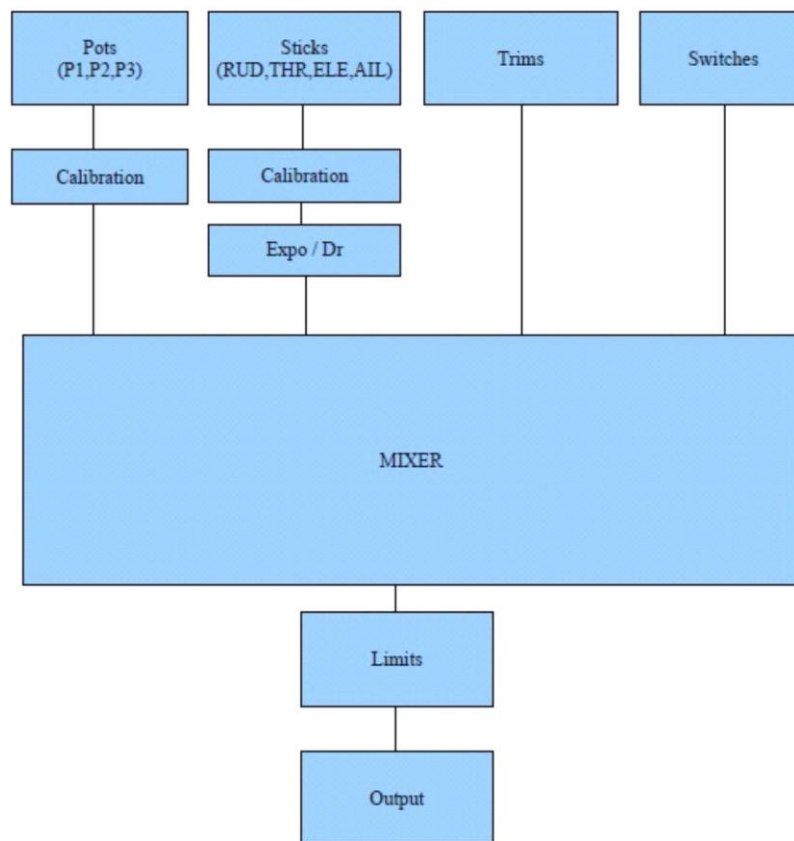 Pots
(P1,P2,P3)
Sticks
(RUD,THR,ELE,AIL)
Trims
Switches
Calibration
Calibration
Expo / Dr
MIXER
Limits
Output